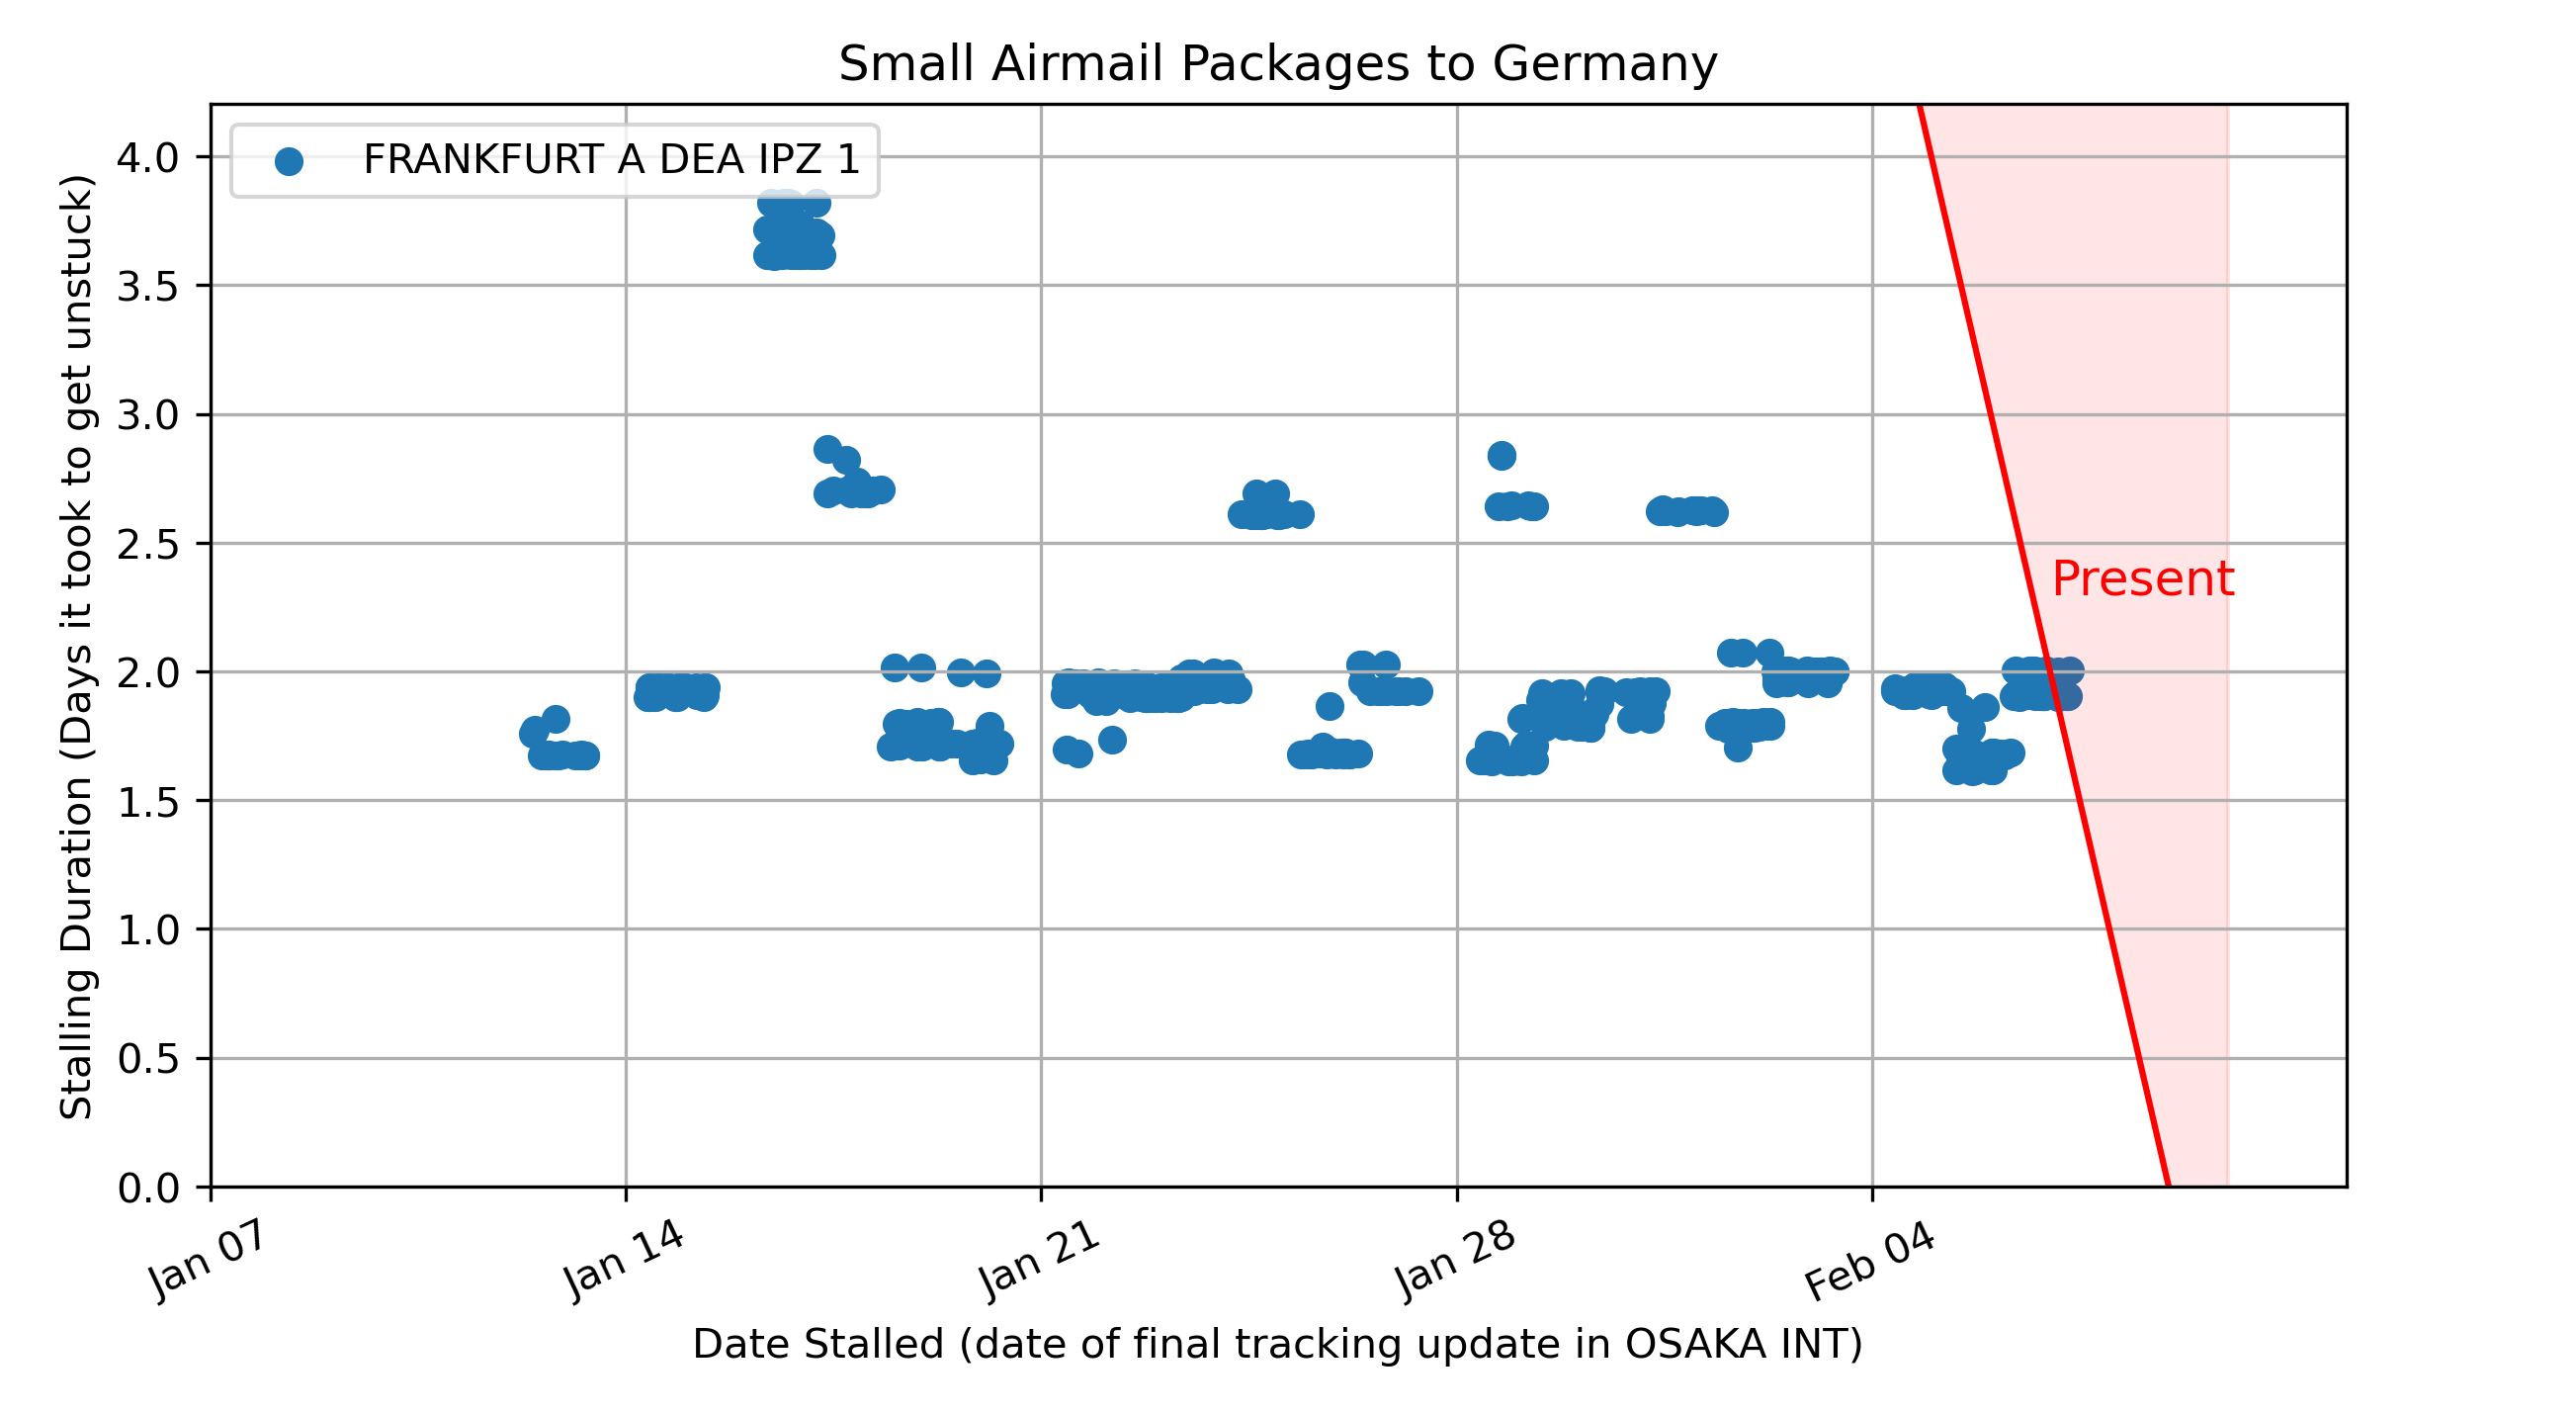 Small Airmail Packages to Germany
FRANKFURT A DEA IPZ 1
Stalling Duration (Days it took to get unstuck)
4.0
3.5
3.0
2.5
2.0
1.5
1.0
0.5
0.0
Present
Jan 07
Jan 14
Jan 21
Jan 28
Feb 04
Date Stalled (date of final tracking update in OSAKA INT)